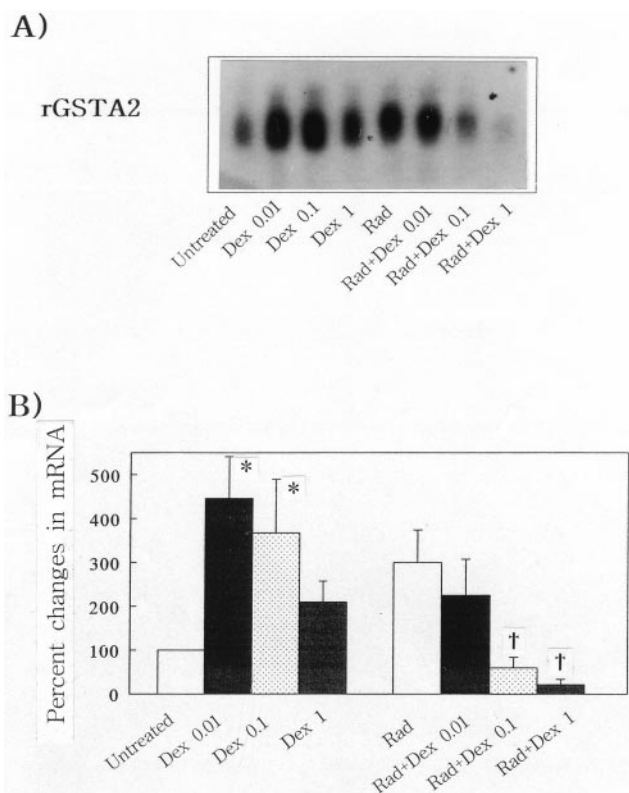 A)
rGSTA2
Untreated
Dex 0.01
Dex 0.1
Dex 1
Rad
Rad+Dex 0.01
Rad+Dex 0.1
Rad+Dex 1
B)
Percent changes in mRNA
500
400
300
200
100
0
*
*
†
†
Untreated
Dex 0.01
Dex 0.1
Dex 1
Rad
Rad+Dex 0.01
Rad+Dex 0.1
Rad+Dex 1